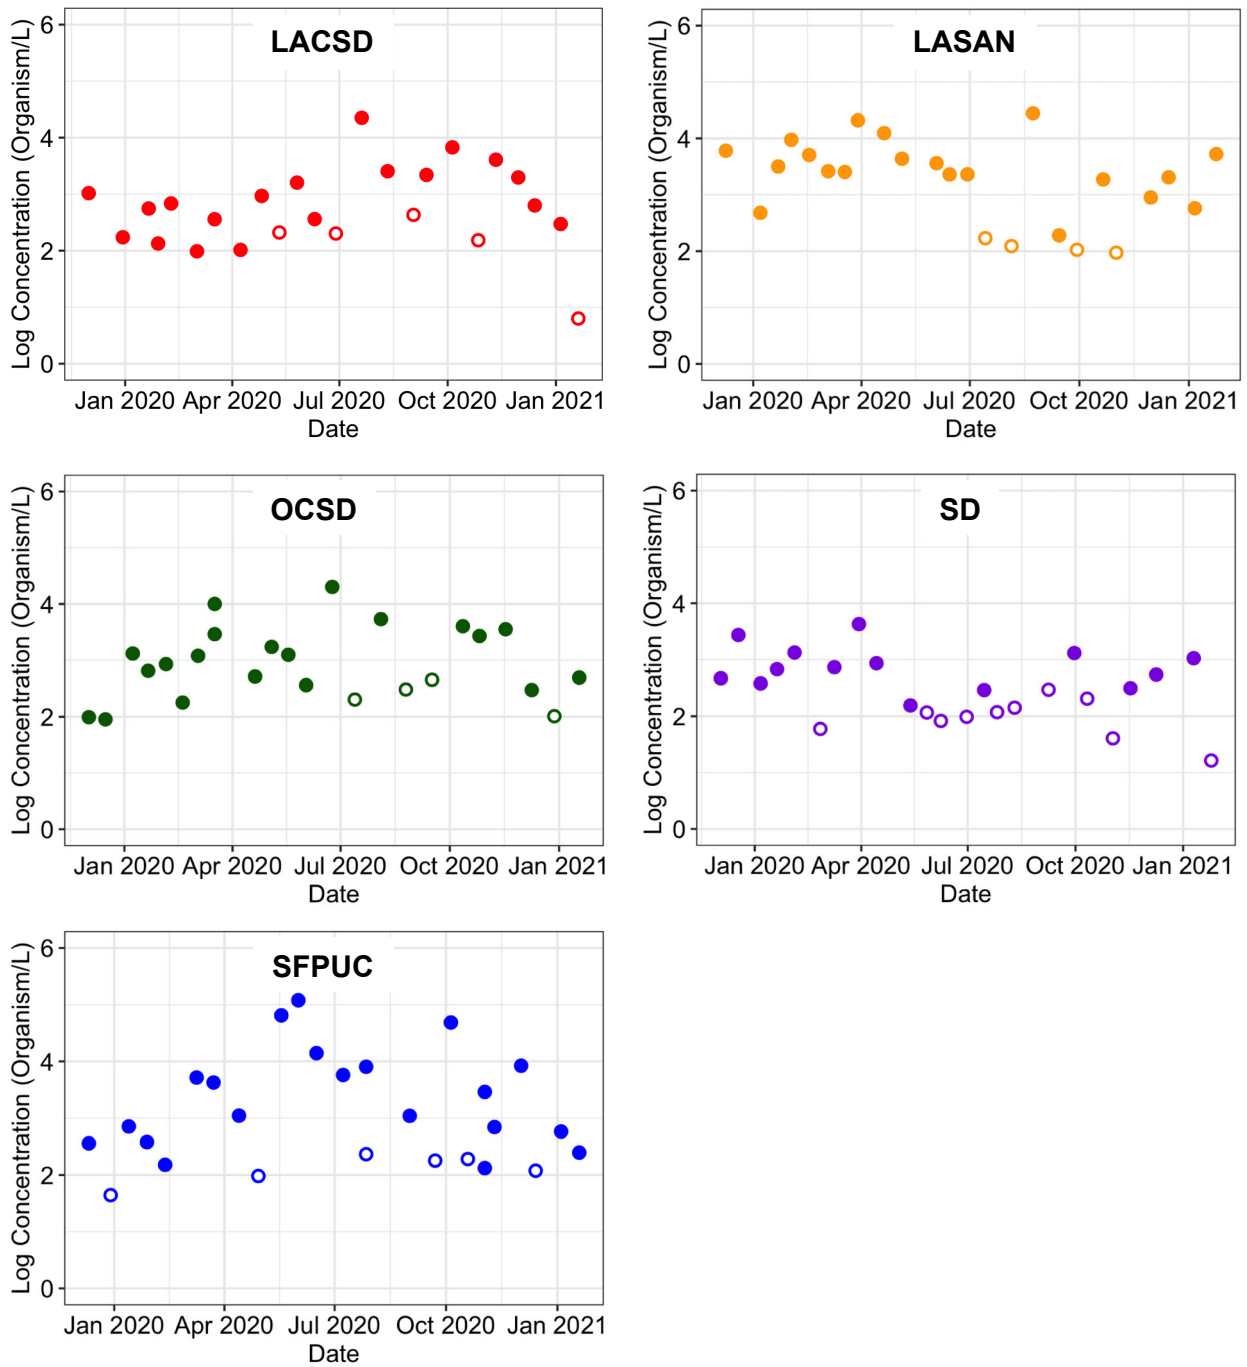 LACSD
Log Concentration (Organism/L)
6
4
2
0
Jan 2020 Apr 2020 Jul 2020 Oct 2020 Jan 2021
Date
LASAN
Log Concentration (Organism/L)
6
4
2
0
Jan 2020 Apr 2020 Jul 2020 Oct 2020 Jan 2021
Date
OCSD
Log Concentration (Organism/L)
6
4
2
0
Jan 2020 Apr 2020 Jul 2020 Oct 2020 Jan 2021
Date
SD
Log Concentration (Organism/L)
6
4
2
0
Jan 2020 Apr 2020 Jul 2020 Oct 2020 Jan 2021
Date
SFPUC
Log Concentration (Organism/L)
6
4
2
0
Jan 2020 Apr 2020 Jul 2020 Oct 2020 Jan 2021
Date